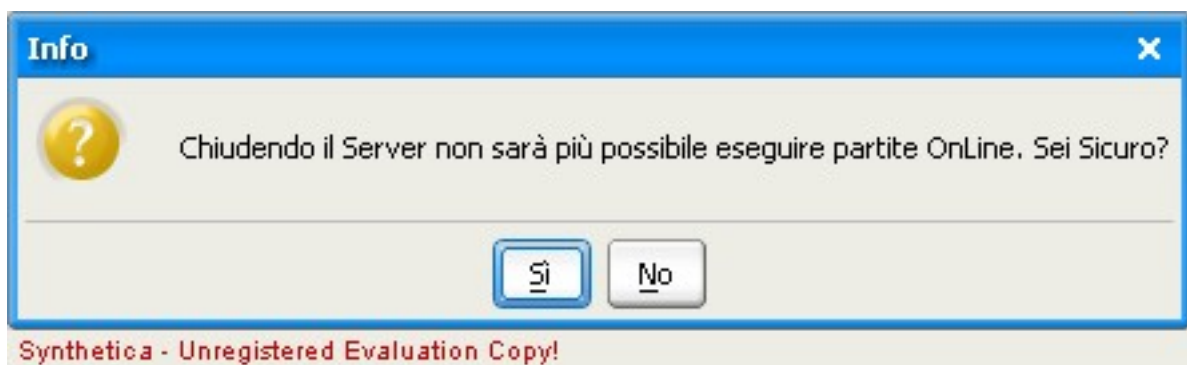 Info
Chiudendo il Server non sarà più possibile eseguire partite OnLine. Sei Sicuro?
Sì No
Synthetica - Unregistered Evaluation Copy!